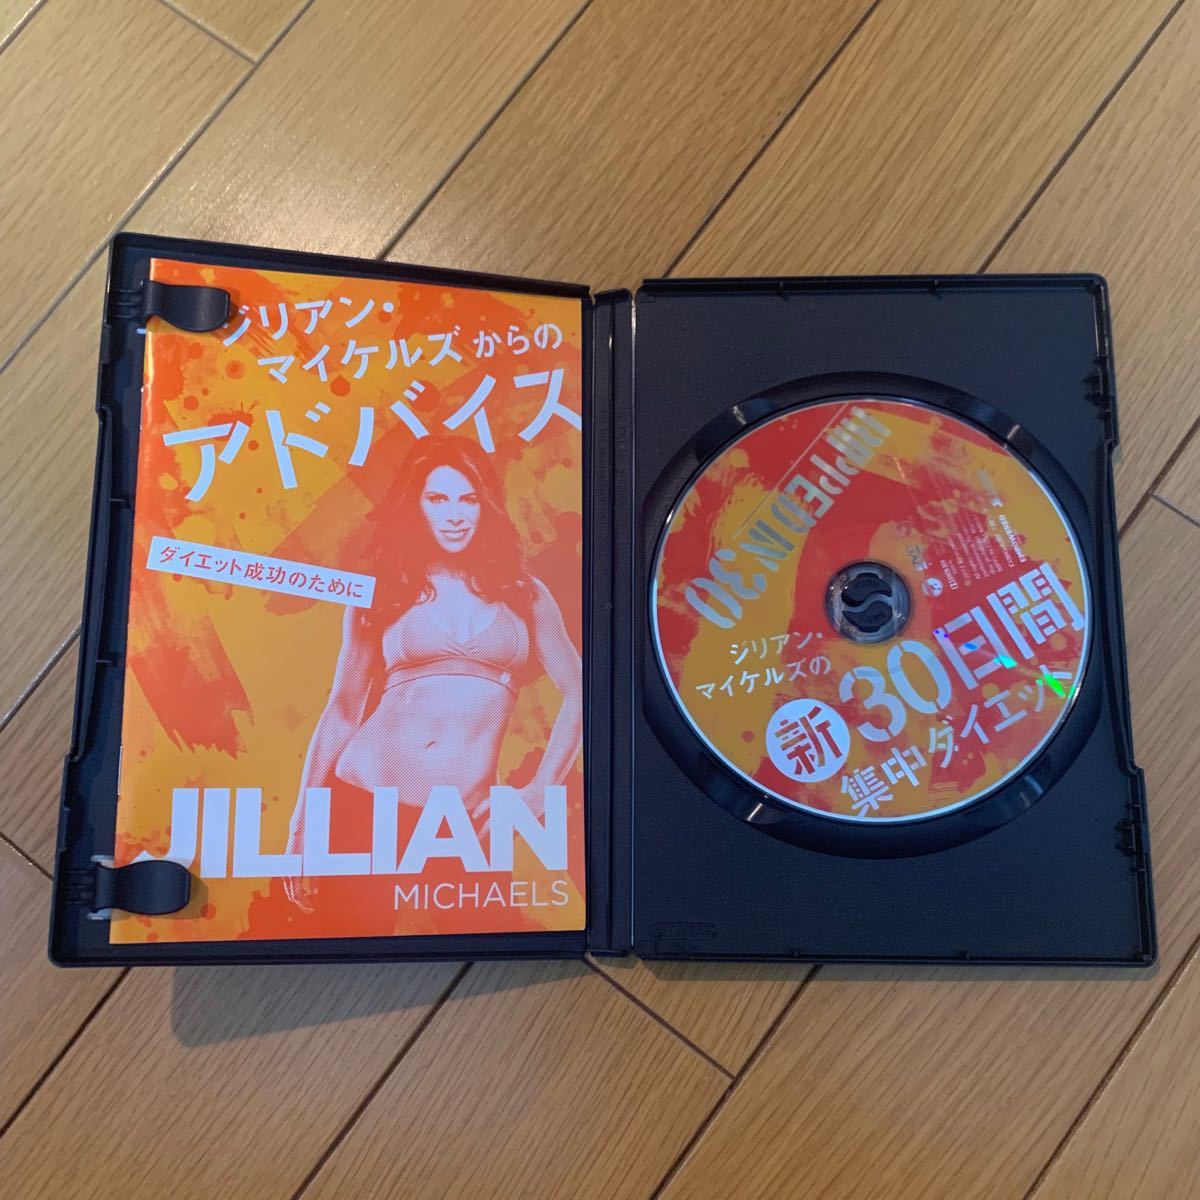 ジリアン・
マイケルズからの
アドバイス
ダイエット成功のために
JILLIAN
MICHAELS
RIPPED IN 30
ジリアン・
マイケルズの
新30日間
集中ダイエット
EMPOWERED